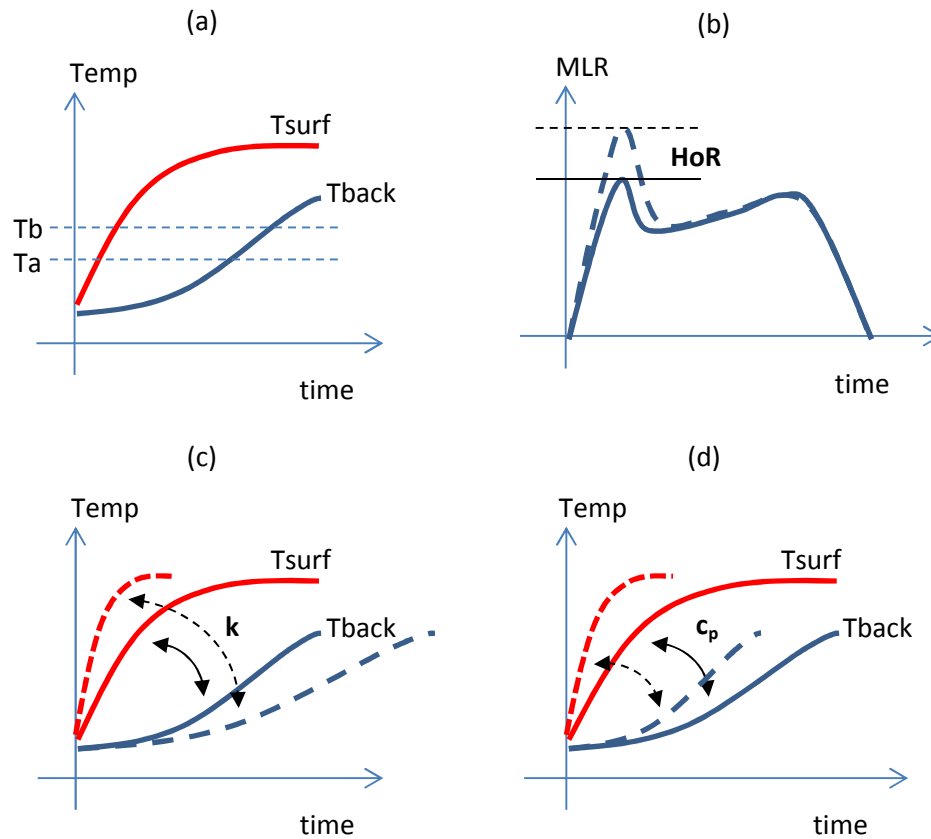 (a)
Temp
Tsurf
Tback
Tb
Ta
time
(b)
MLR
HoR
time
(c)
Temp
Tsurf
k
Tback
time
(d)
Temp
Tsurf
cp
Tback
time